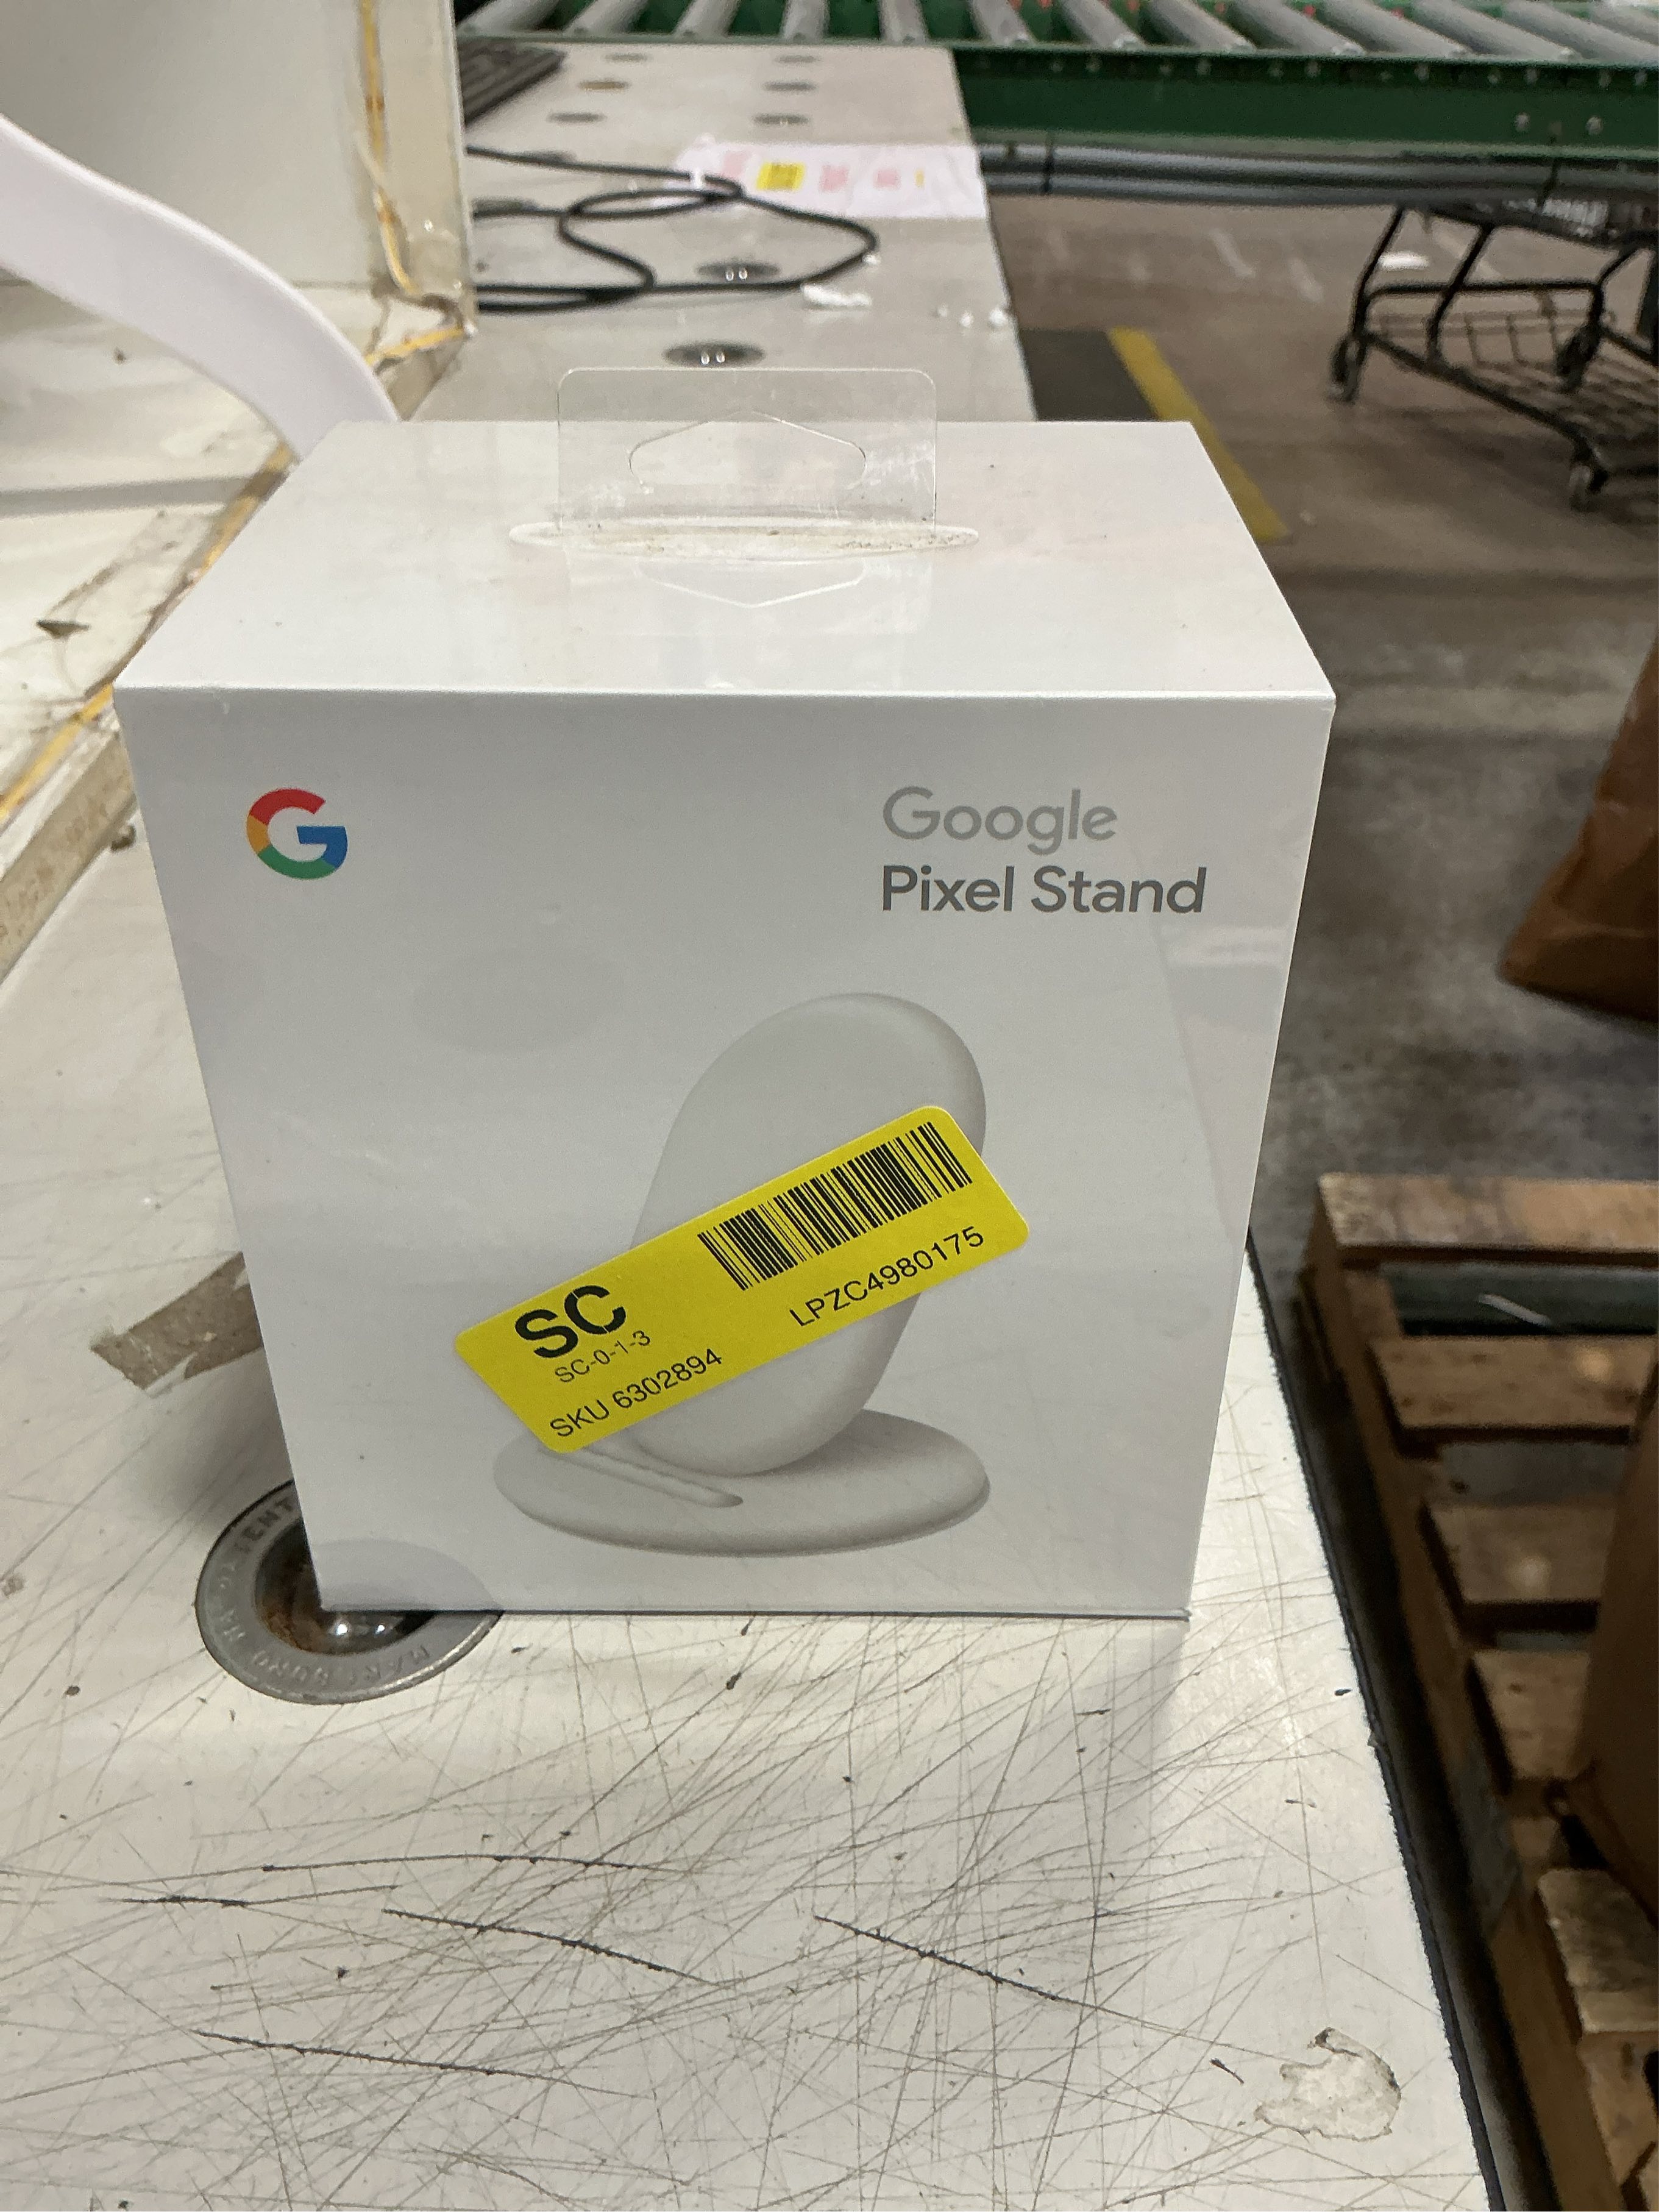 G
Google
Pixel Stand
SC
SC-0-1-3
SKU 6302894
LPZC4980175